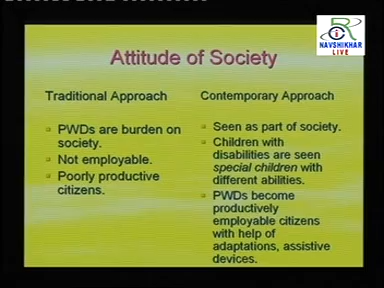 NAVSHIKHAR
LIVE
Attitude of Society
Traditional Approach
PWDs are burden on
society.
Not employable.
Poorly productive
citizens.
Contemporary Approach
Seen as part of society.
Children with
disabilities are seen
special children with
different abilities.
PWDs become
productively
employable citizens
with help of
adaptations, assistive
devices.